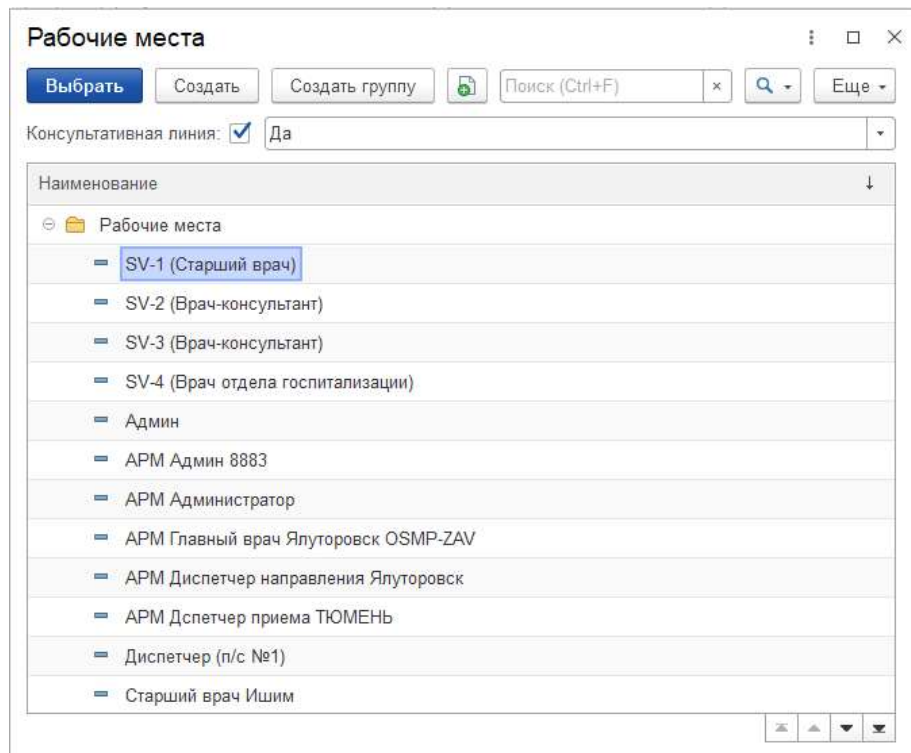 Рабочие места
Выбрать Создать Создать группу Поиск (Ctrl+F) × Еще
Консультативная линия: Да
Наименование ↓
Рабочие места
SV-1 (Старший врач)
SV-2 (Врач-консультант)
SV-3 (Врач-консультант)
SV-4 (Врач отдела госпитализации)
Админ
АРМ Админ 8883
АРМ Администратор
АРМ Главный врач Ялуторовск OSMP-ZAV
АРМ Диспетчер направления Ялуторовск
АРМ Дспетчер приема ТЮМЕНЬ
Диспетчер (п/с №1)
Старший врач Ишим